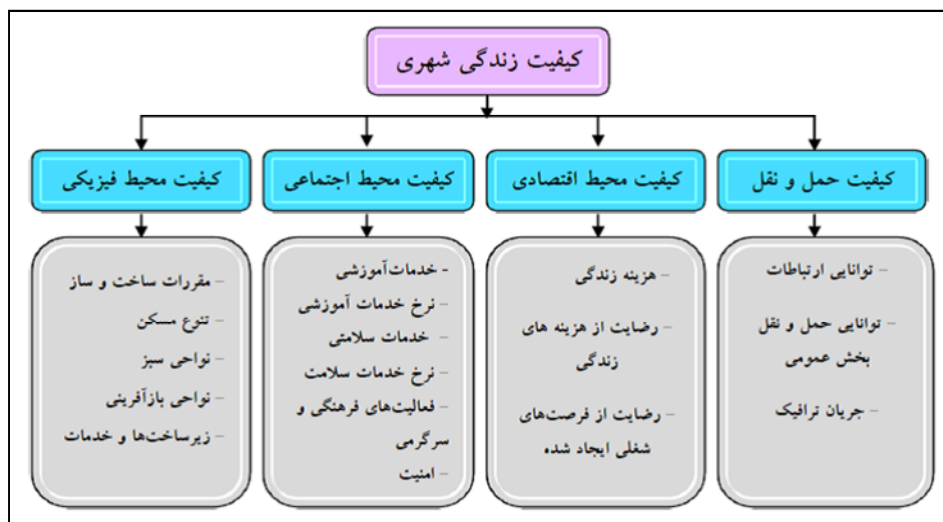 کیفیت زندگی شهری
کیفیت حمل و نقل
کیفیت محیط اقتصادی
کیفیت محیط اجتماعی
کیفیت محیط فیزیکی
– توانایی ارتباطات
– توانایی حمل و نقل
بخش عمومی
– جریان ترافیک
– هزینه زندگی
– رضایت از هزینه های
زندگی
– رضایت از فرصت‌های
شغلی ایجاد شده
- خدمات‌آموزشی
– نرخ خدمات آموزشی
– خدمات سلامتی
– نرخ خدمات سلامت
– فعالیت‌های فرهنگی و
سرگرمی
– امنیت
– مقررات ساخت و ساز
– تنوع مسکن
– نواحی سبز
– نواحی بازآفرینی
– زیرساخت‌ها و خدمات